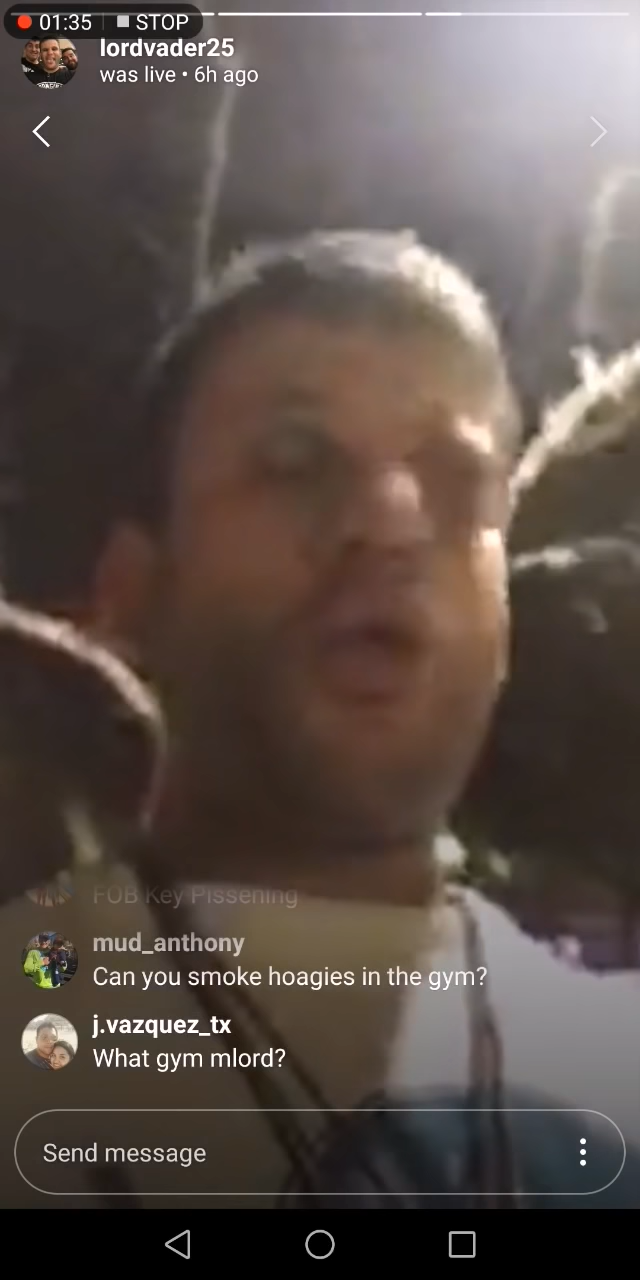 01:35 STOP
lordvader25
was live • 6h ago
FOB Key Pissening
mud_anthony
Can you smoke hoagies in the gym?
j.vazquez_tx
What gym mlord?
Send message